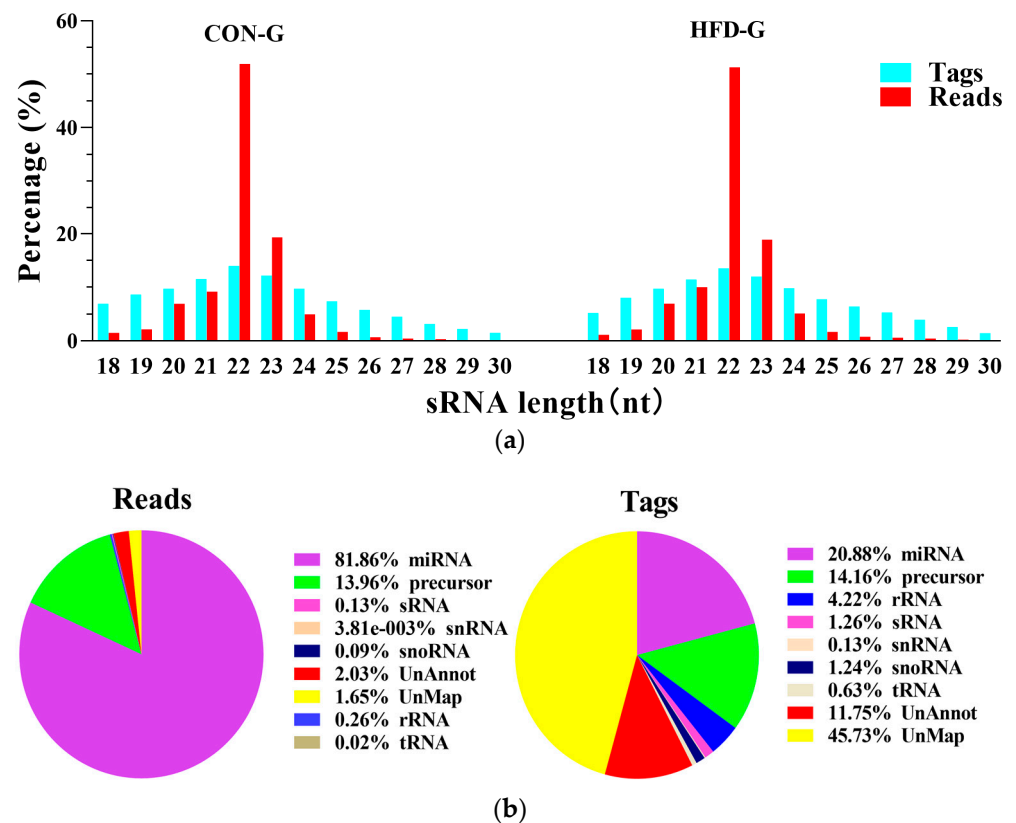 60
CON-G
HFD-G
Tags
Reads
Percenage (%)
40
20
0
18 19 20 21 22 23 24 25 26 27 28 29 30 18 19 20 21 22 23 24 25 26 27 28 29 30
sRNA length(nt)
(a)
Reads
81.86% miRNA
13.96% precursor
0.13% sRNA
3.81e-003% snRNA
0.09% snoRNA
2.03% UnAnnot
1.65% UnMap
0.26% rRNA
0.02% tRNA
Tags
20.88% miRNA
14.16% precursor
4.22% rRNA
1.26% sRNA
0.13% snRNA
1.24% snoRNA
0.63% tRNA
11.75% UnAnnot
45.73% UnMap
(b)